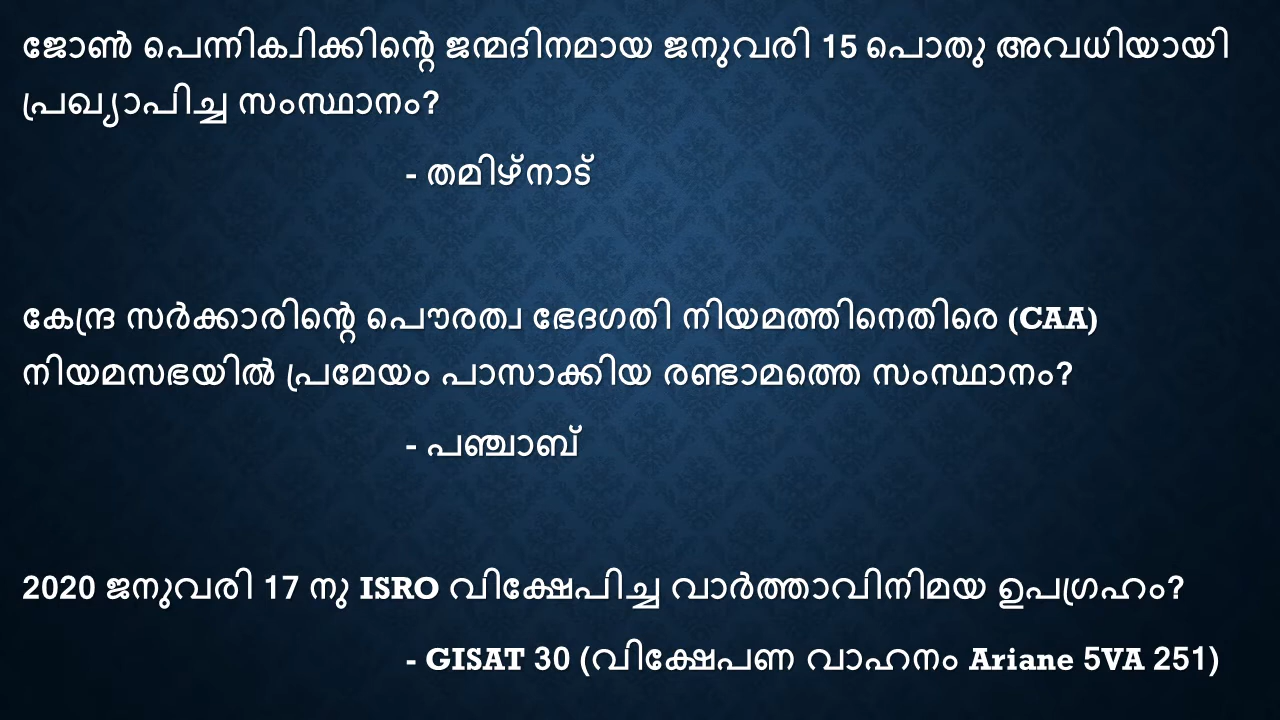 ജോൺ പെന്നിക്വിക്കിന്റെ ജന്മദിനമായ ജനുവരി 15 പൊതു അവധിയായി
പ്രഖ്യാപിച്ച സംസ്ഥാനം?
- തമിഴ്‌നാട്
കേന്ദ്ര സർക്കാരിന്റെ പൌരത്വ ഭേദഗതി നിയമത്തിനെതിരെ (CAA)
നിയമസഭയിൽ പ്രമേയം പാസാക്കിയ രണ്ടാമത്തെ സംസ്ഥാനം?
- പഞ്ചാബ്
2020 ജനുവരി 17 നു ISRO വിക്ഷേപിച്ച വാർത്താവിനിമയ ഉപഗ്രഹം?
- GISAT 30 (വിക്ഷേപണ വാഹനം Ariane 5VA 251)